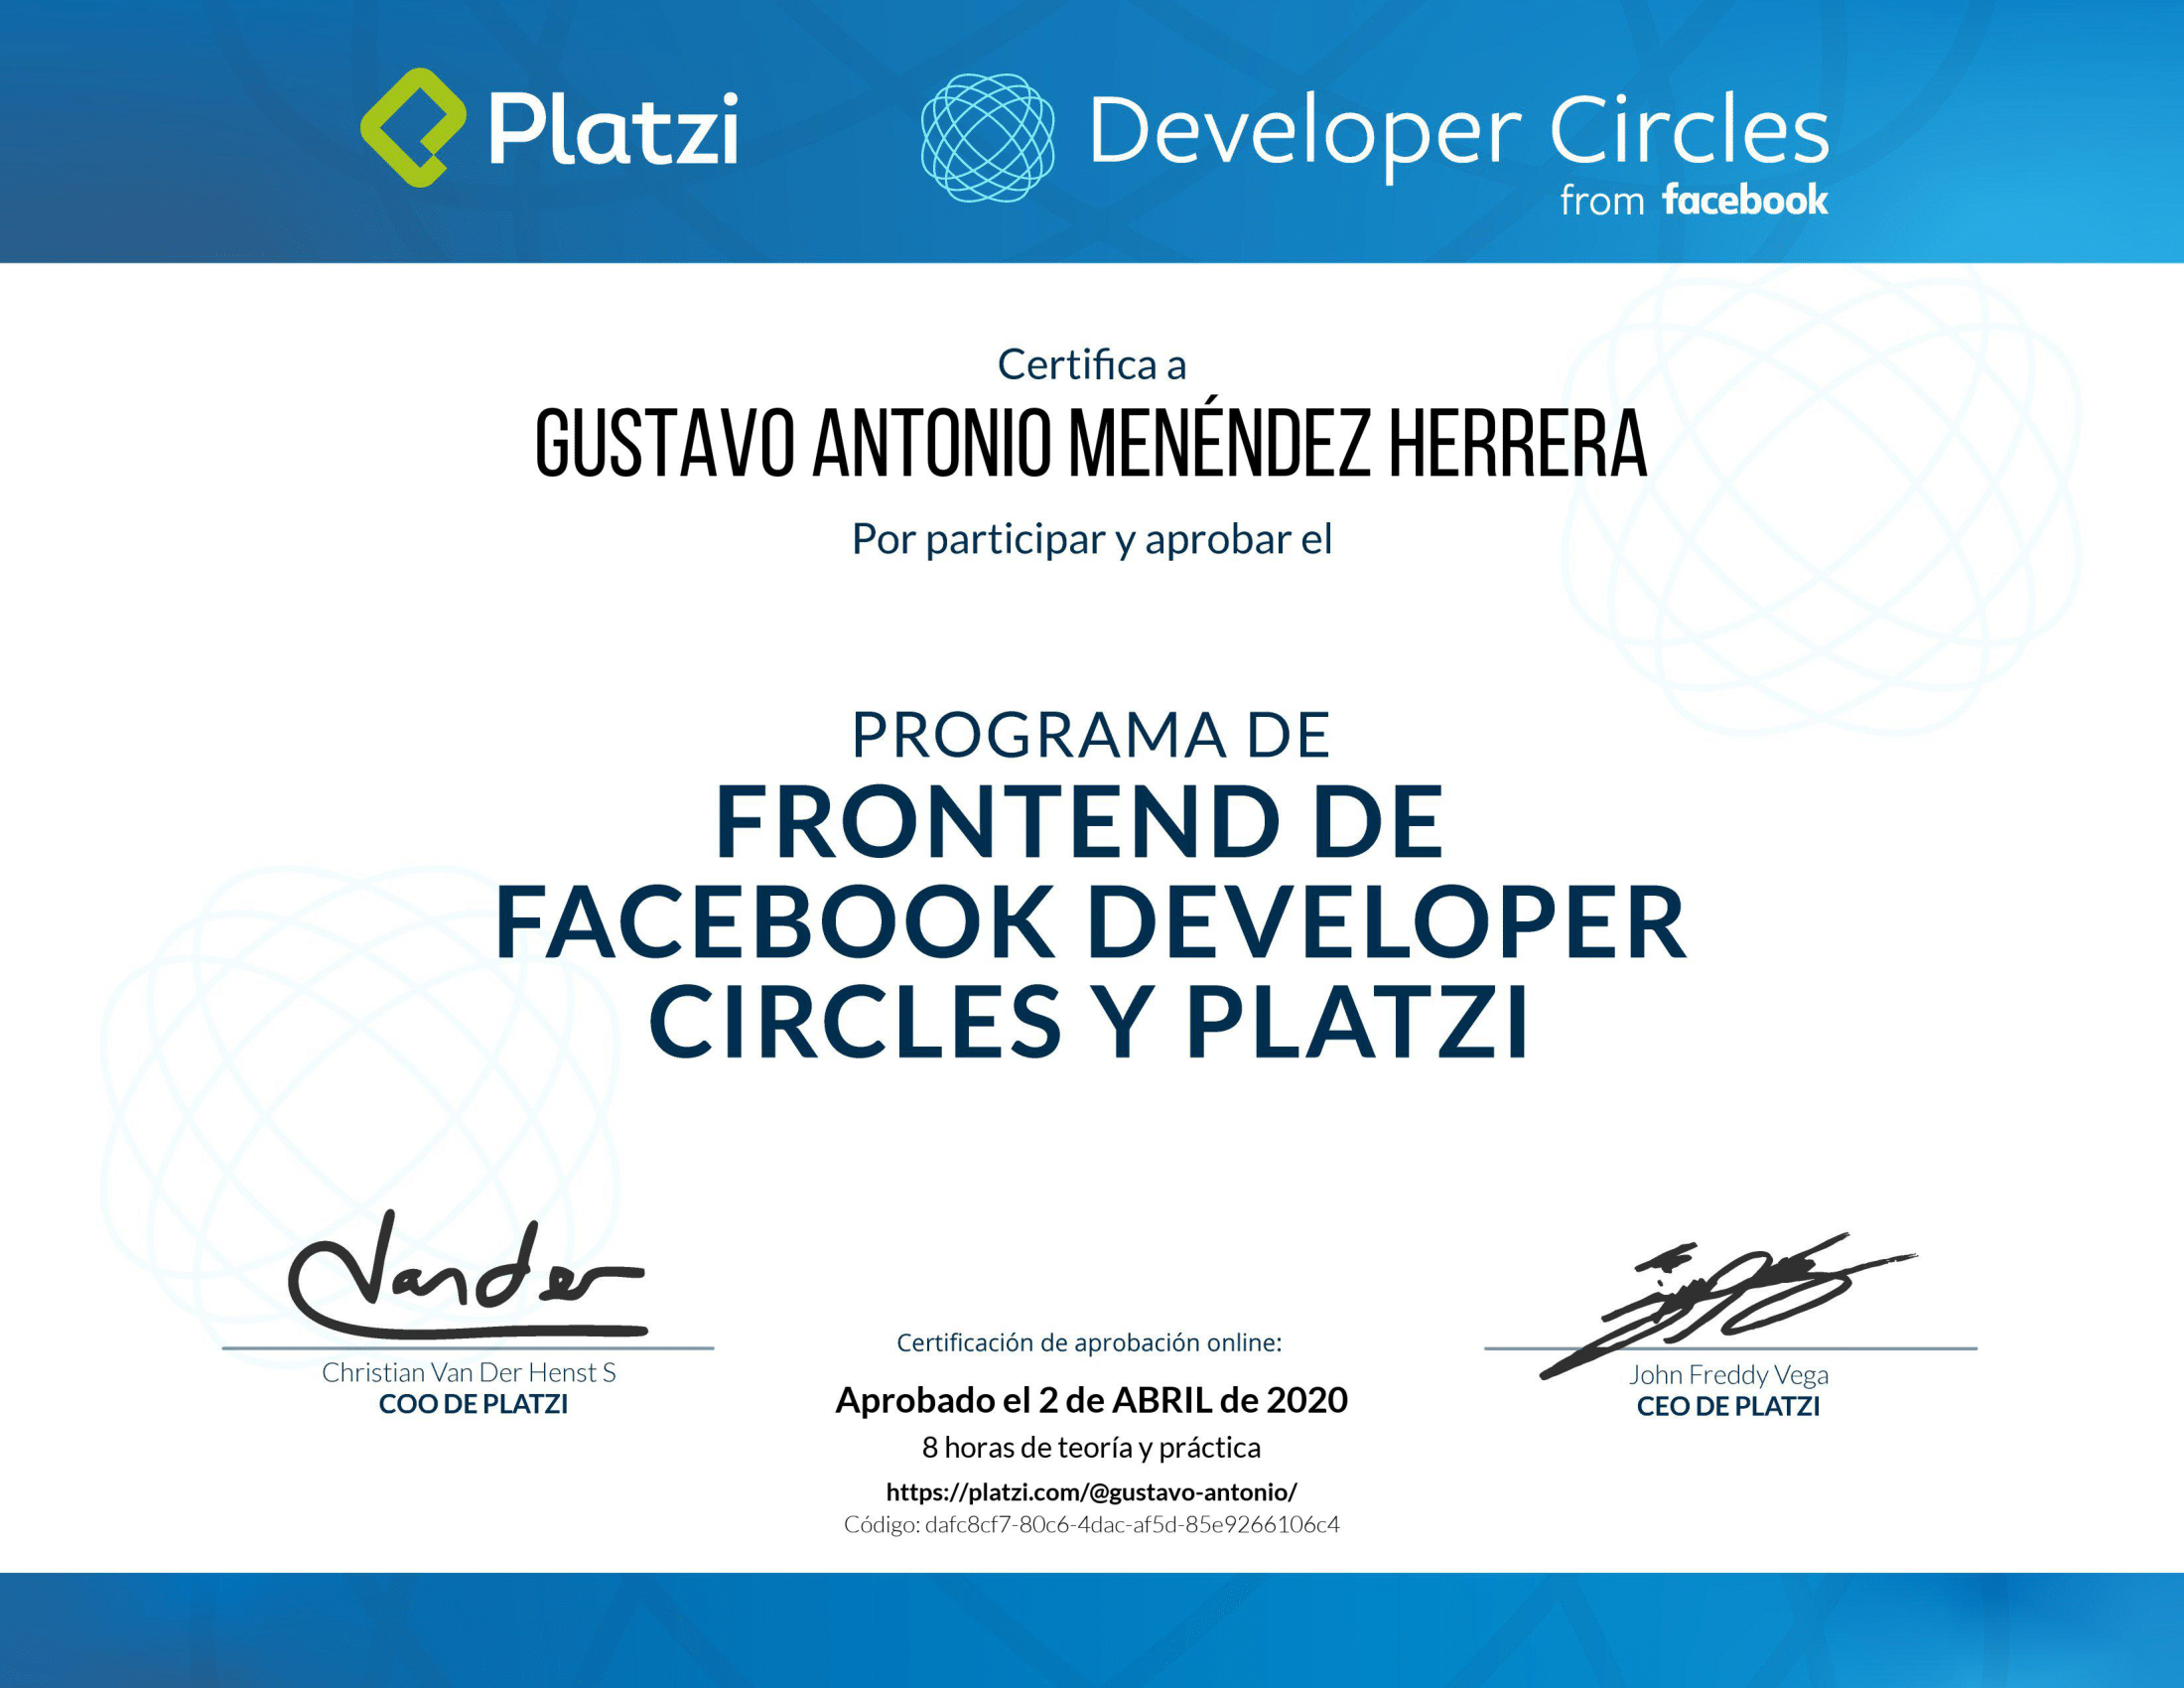 Platzi
Developer Circles
from facebook
Certifica a
GUSTAVO ANTONIO MENÉNDEZ HERRERA
Por participar y aprobar el
PROGRAMA DE
FRONTEND DE
FACEBOOK DEVELOPER
CIRCLES Y PLATZI
Vander
Christian Van Der Henst S
COO DE PLATZI
Certificación de aprobación online:
Aprobado el 2 de ABRIL de 2020
8 horas de teoría y práctica
https://platzi.com/@gustavo-antonio/
Código: dafc8cf7-80c6-4dac-af5d-85e9266106c4
John Freddy Vega
CEO DE PLATZI